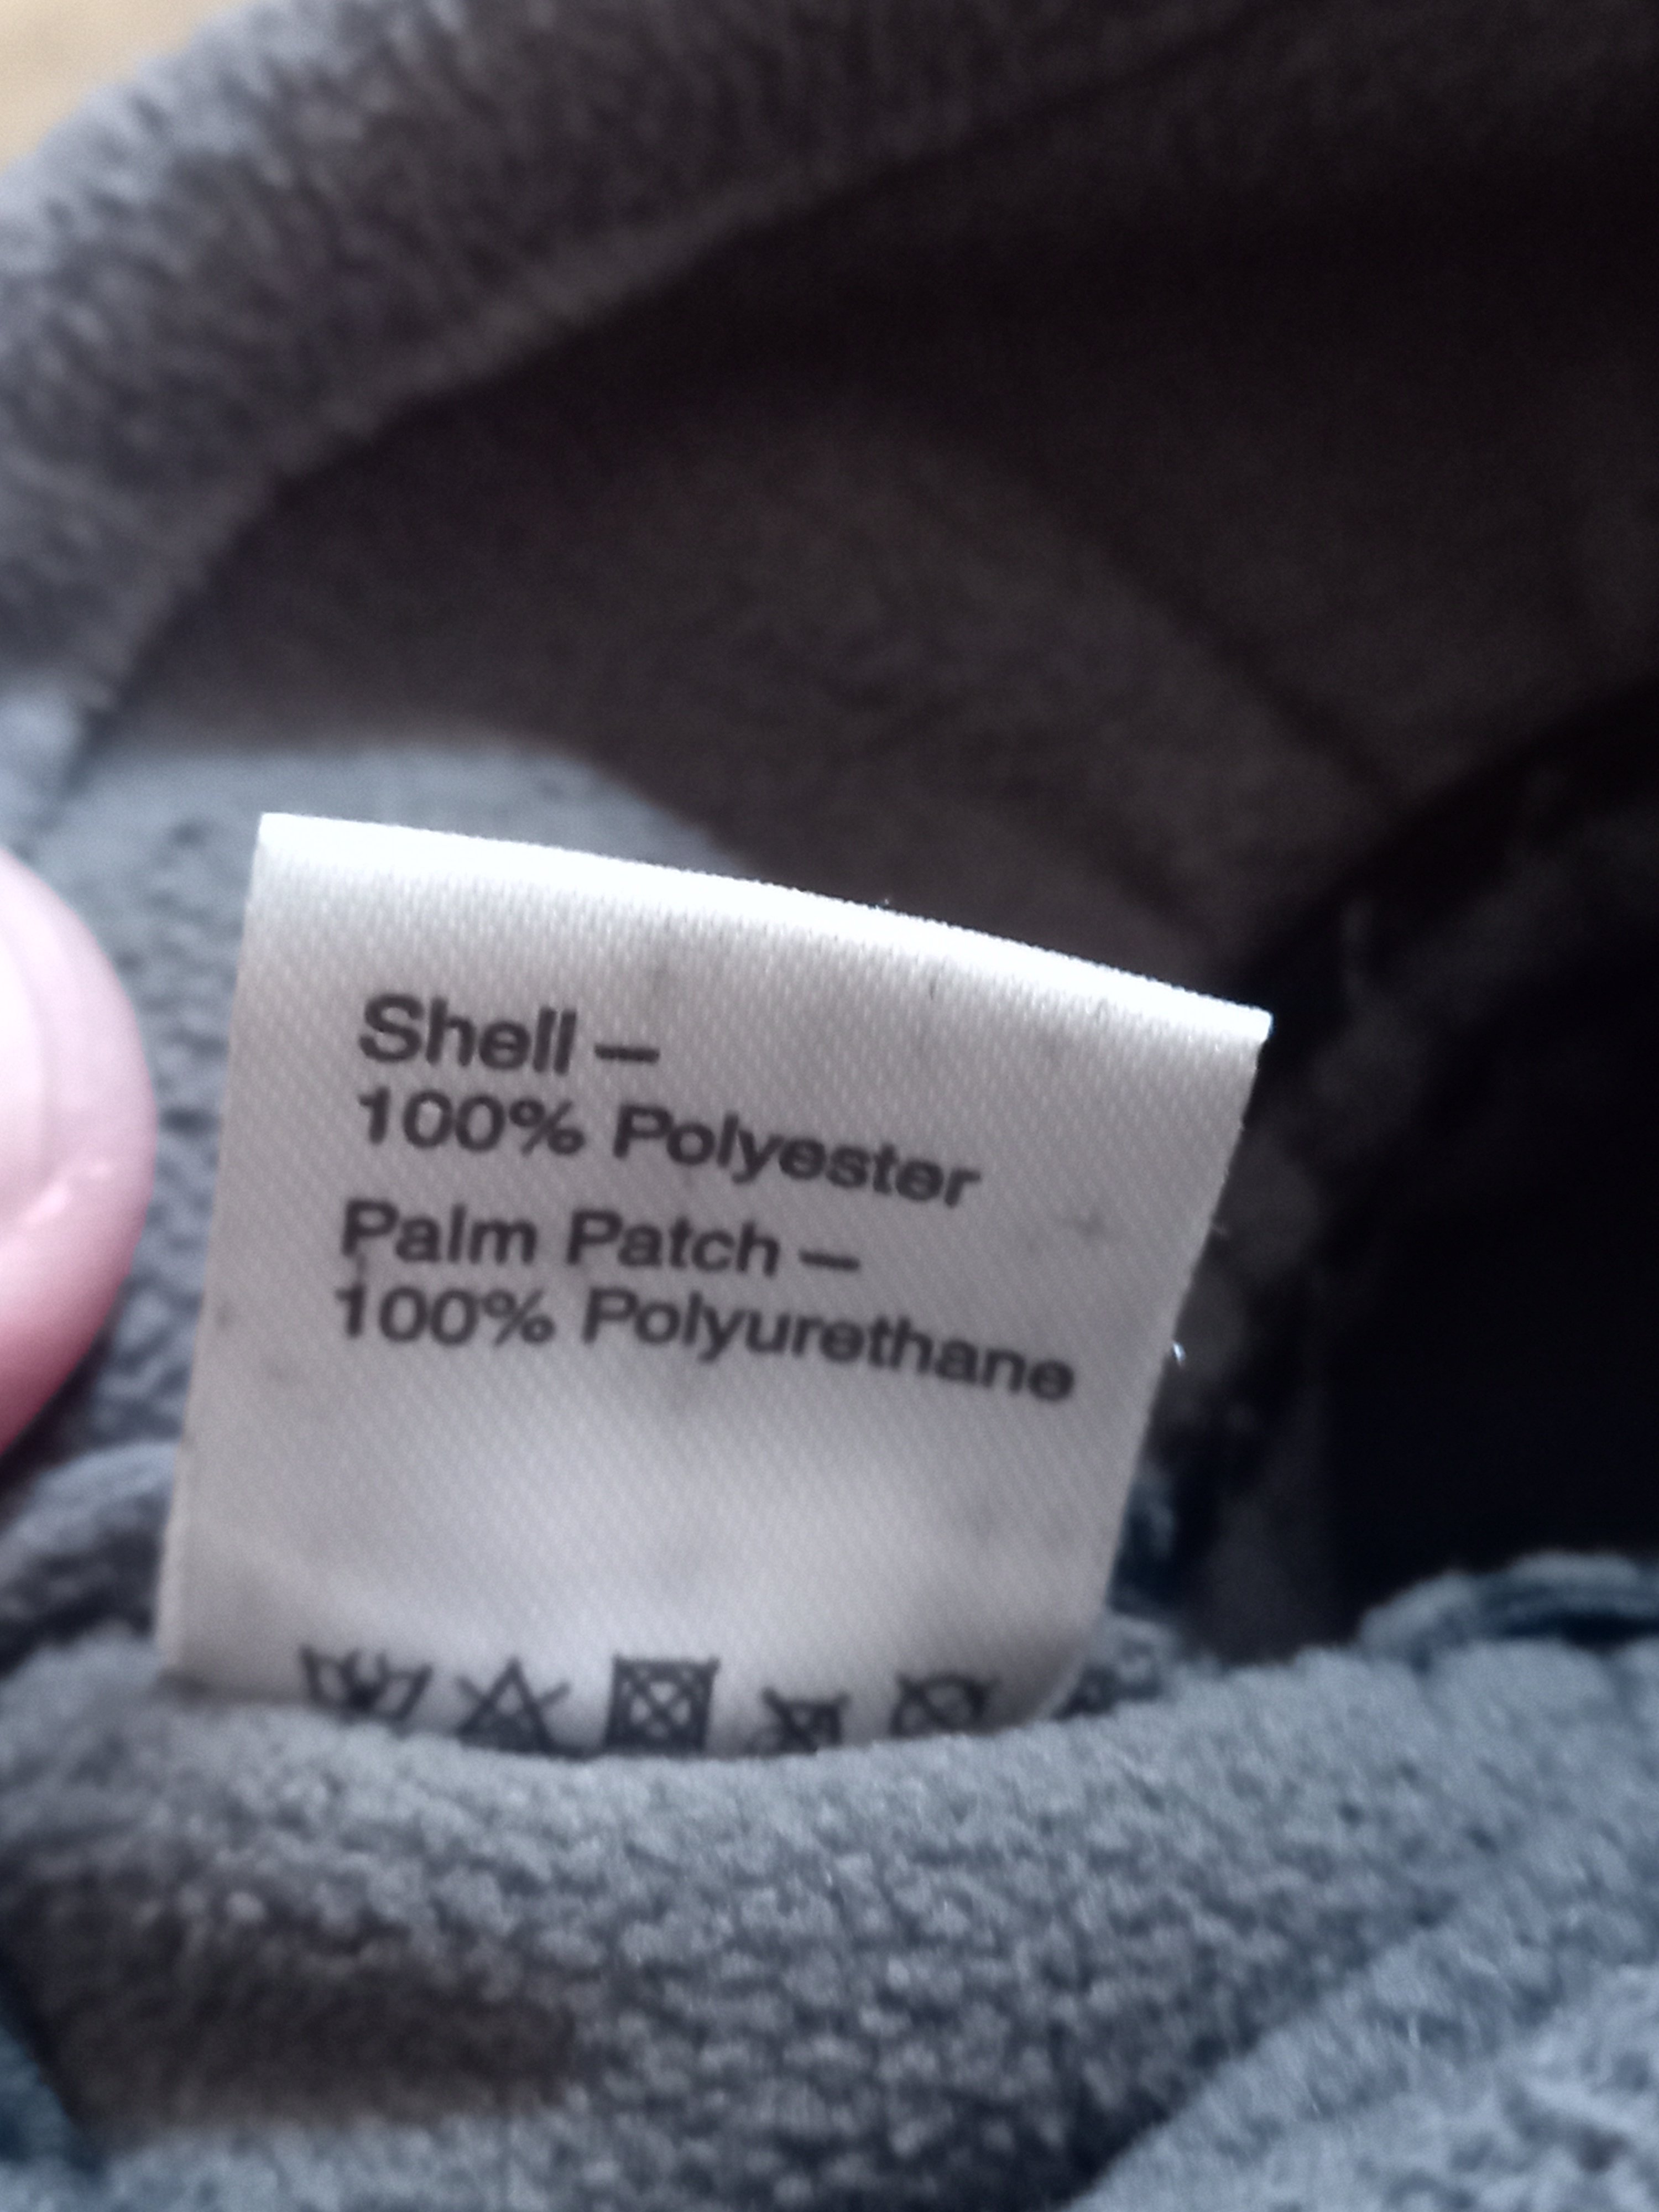 Shell –
100% Polyester
Palm Patch –
100% Polyurethane